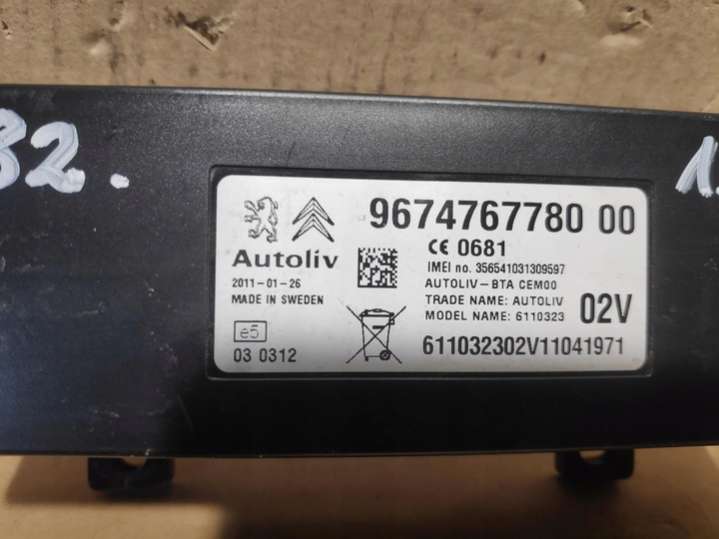 32.
1.
9674767780 00
CE 0681
Autoliv
IMEI no. 356541031309597
2011-01-26
AUTOLIV-BTA CEM00
MADE IN SWEDEN
TRADE NAME: AUTOLIV
MODEL NAME: 6110323
02V
e5
03 0312
611032302V11041971